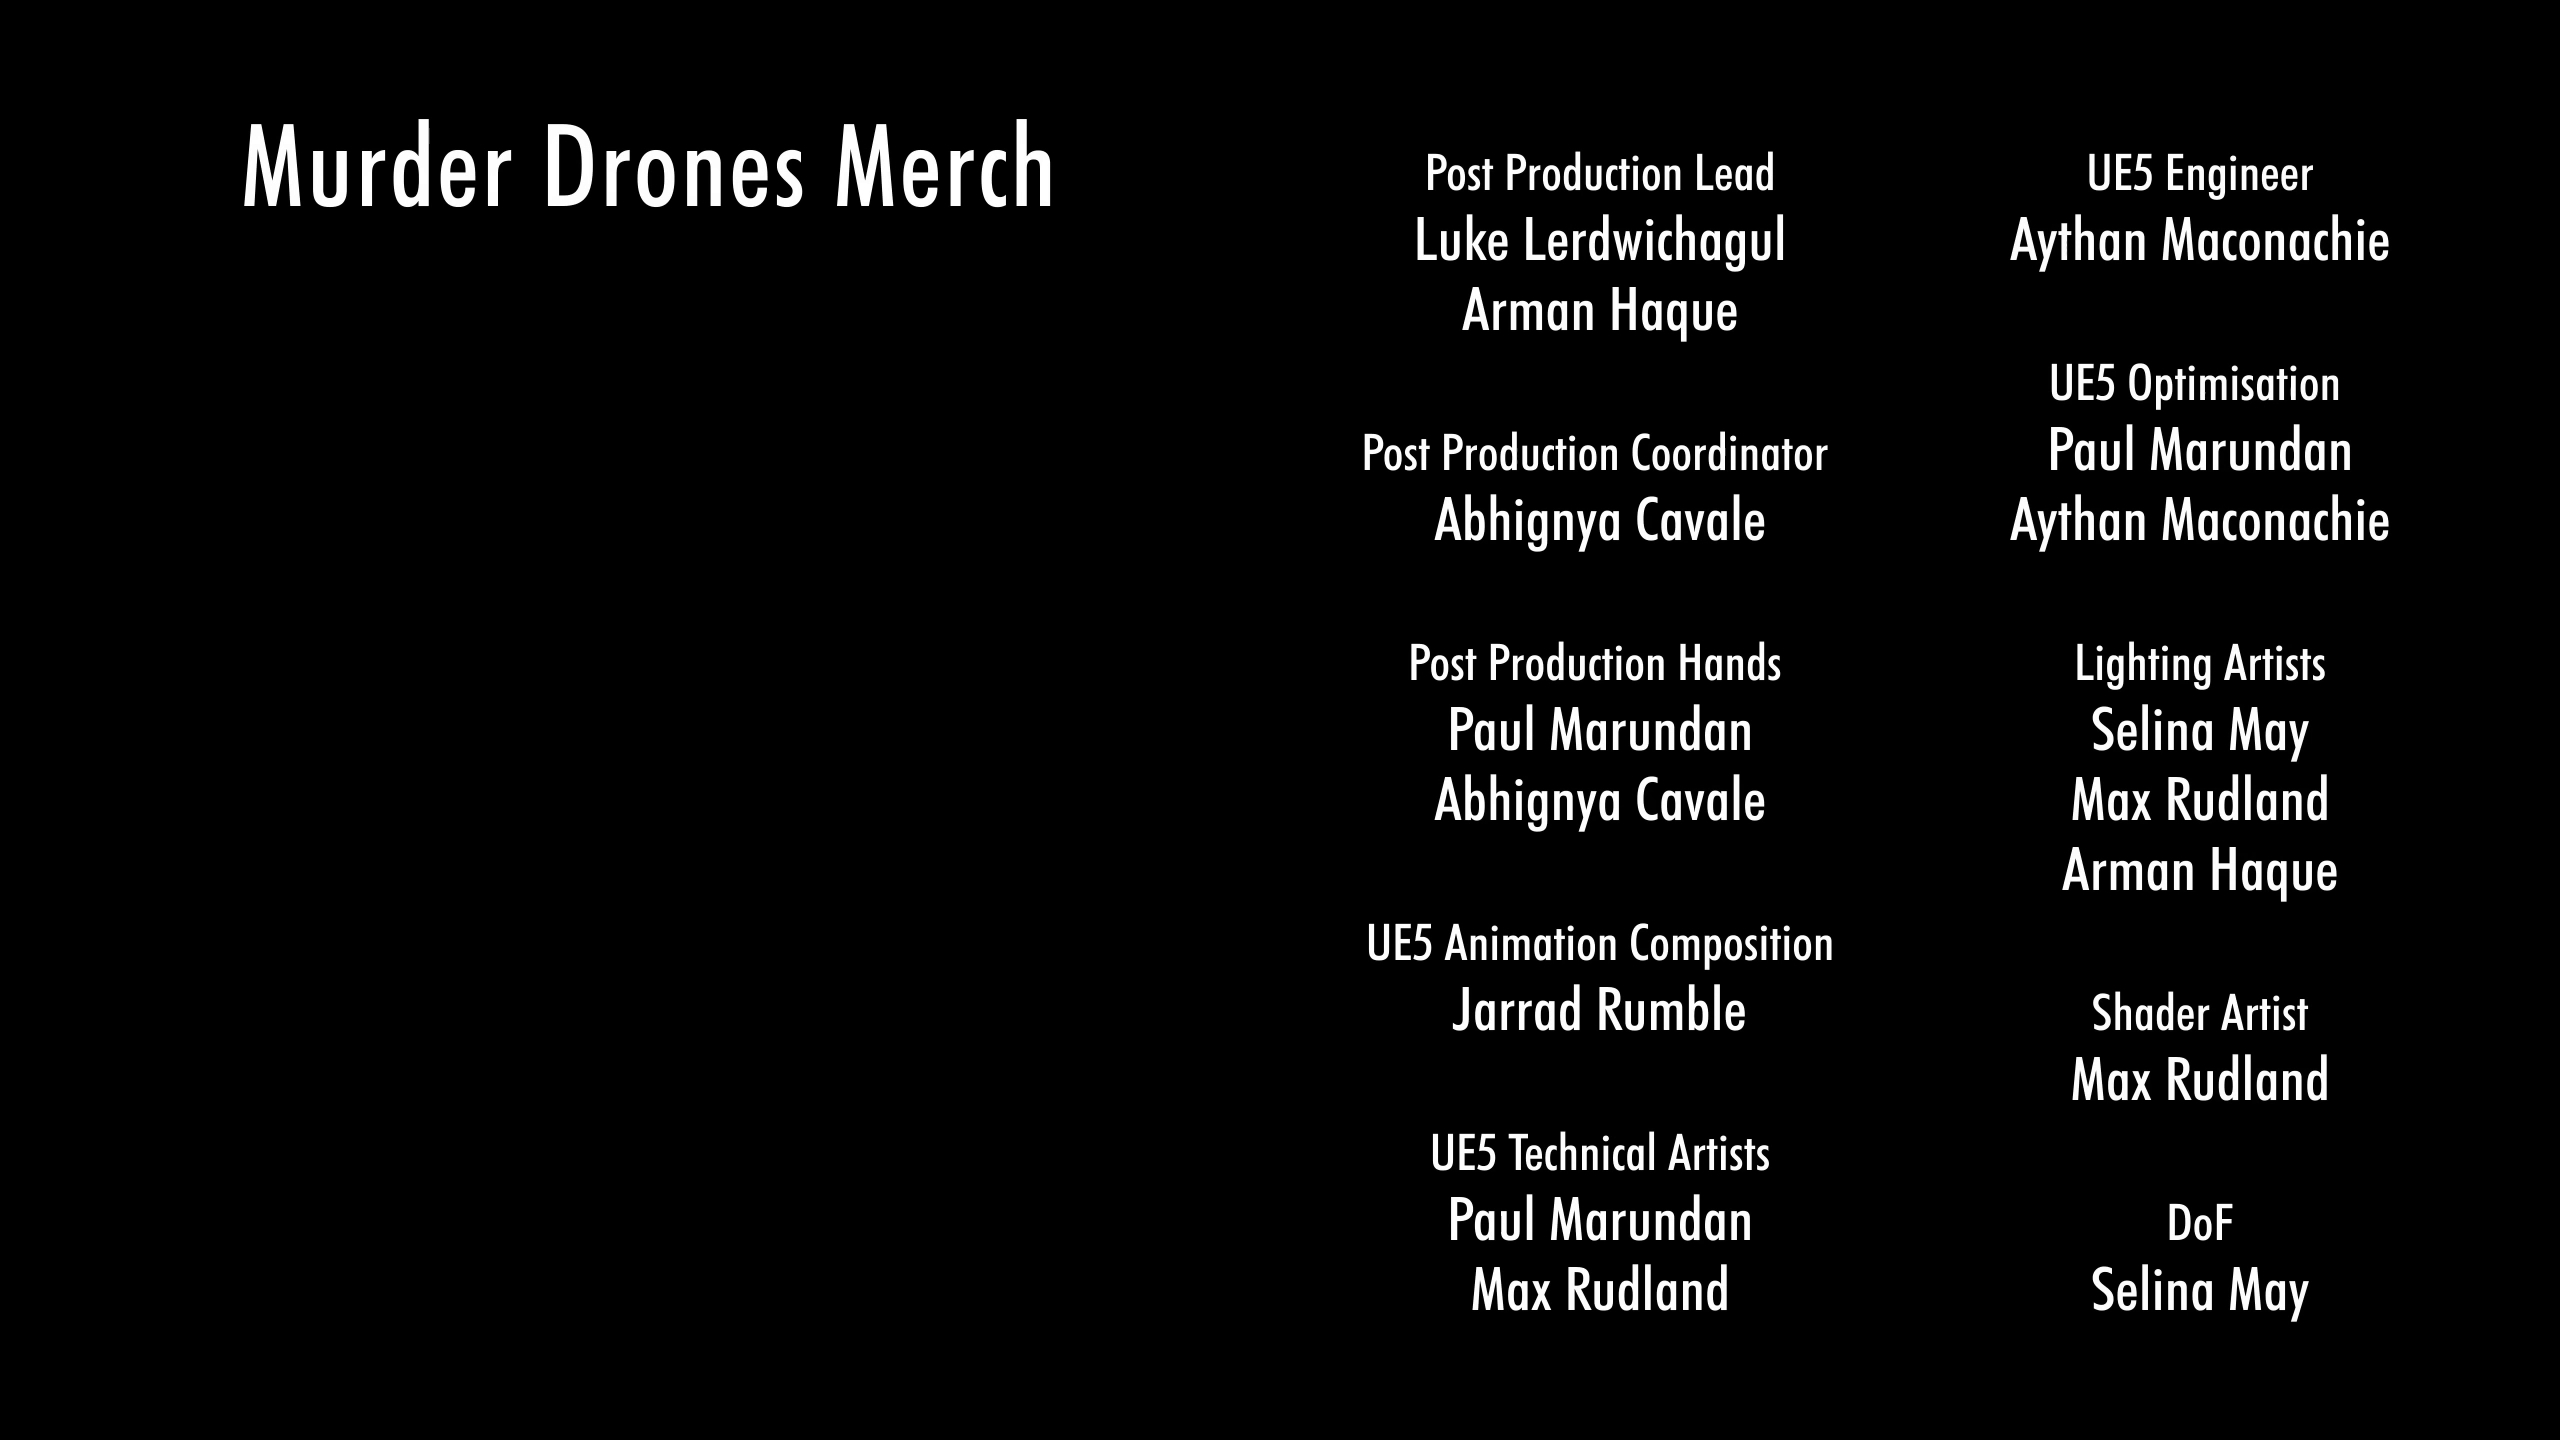 Murder Drones Merch
Post Production Lead
Luke Lerdwichagul
Arman Haque
Post Production Coordinator
Abhignya Cavale
Post Production Hands
Paul Marundan
Abhignya Cavale
UE5 Animation Composition
Jarrad Rumble
UE5 Technical Artists
Paul Marundan
Max Rudland
UE5 Engineer
Aythan Maconachie
UE5 Optimisation
Paul Marundan
Aythan Maconachie
Lighting Artists
Selina May
Max Rudland
Arman Haque
Shader Artist
Max Rudland
DoF
Selina May